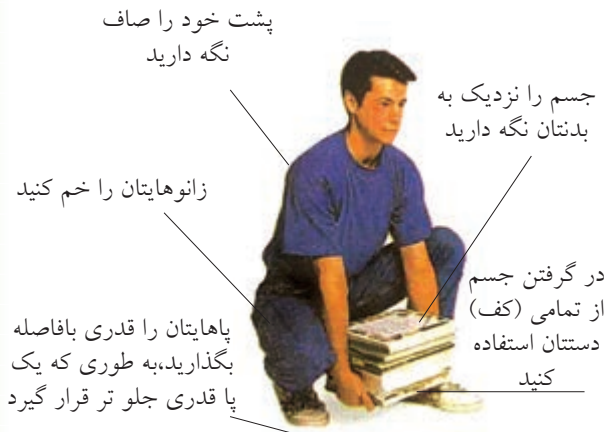 پشت خود را صاف
نگه دارید
جسم را نزدیک به
بدنتان نگه دارید
زانوهایتان را خم کنید
در گرفتن جسم
از تمامی (کف)
دستتان استفاده
کنید
پاهایتان را قدری بافاصله
بگذارید،به طوری که یک
پا قدری جلو تر قرار گیرد